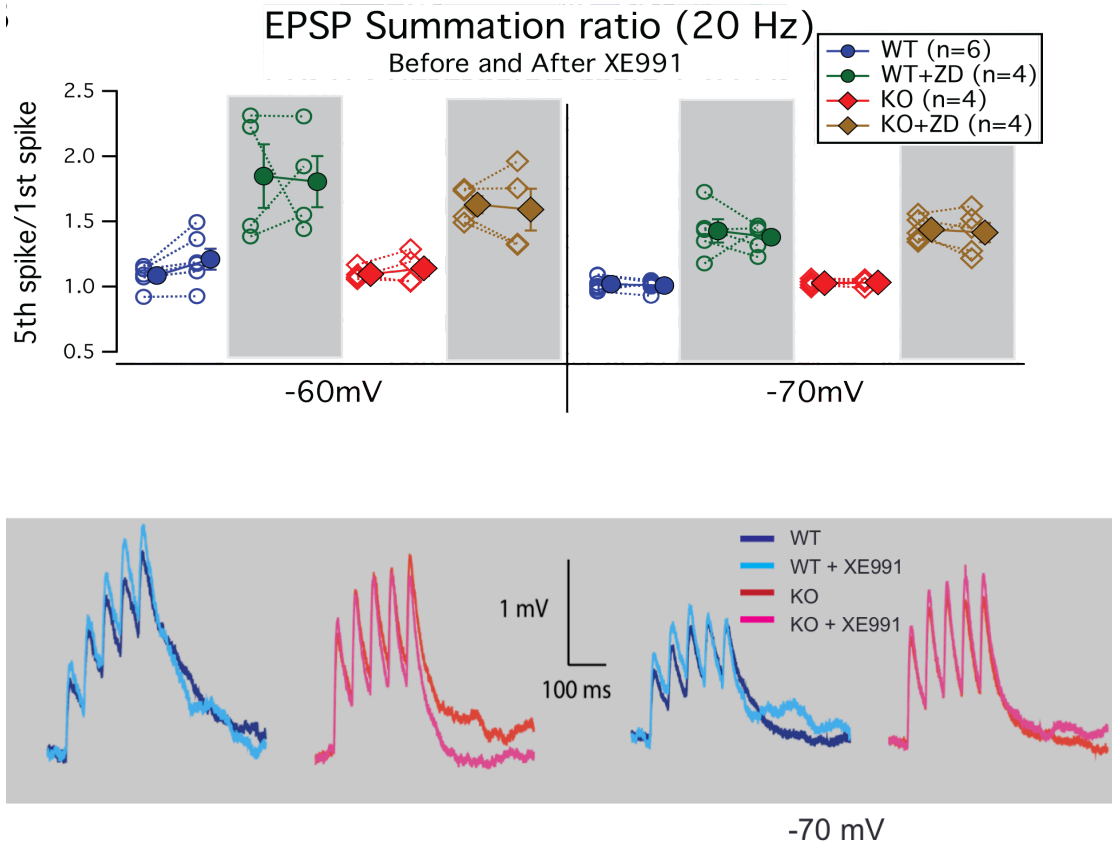 EPSP Summation ratio (20 Hz)
Before and After XE991
WT (n=6)
WT+ZD (n=4)
KO (n=4)
KO+ZD (n=4)
5th spike/1st spike
2.5
2.0
1.5
1.0
0.5
-60mV
-70mV
WT
WT + XE991
KO
KO + XE991
1 mV
100 ms
-70 mV